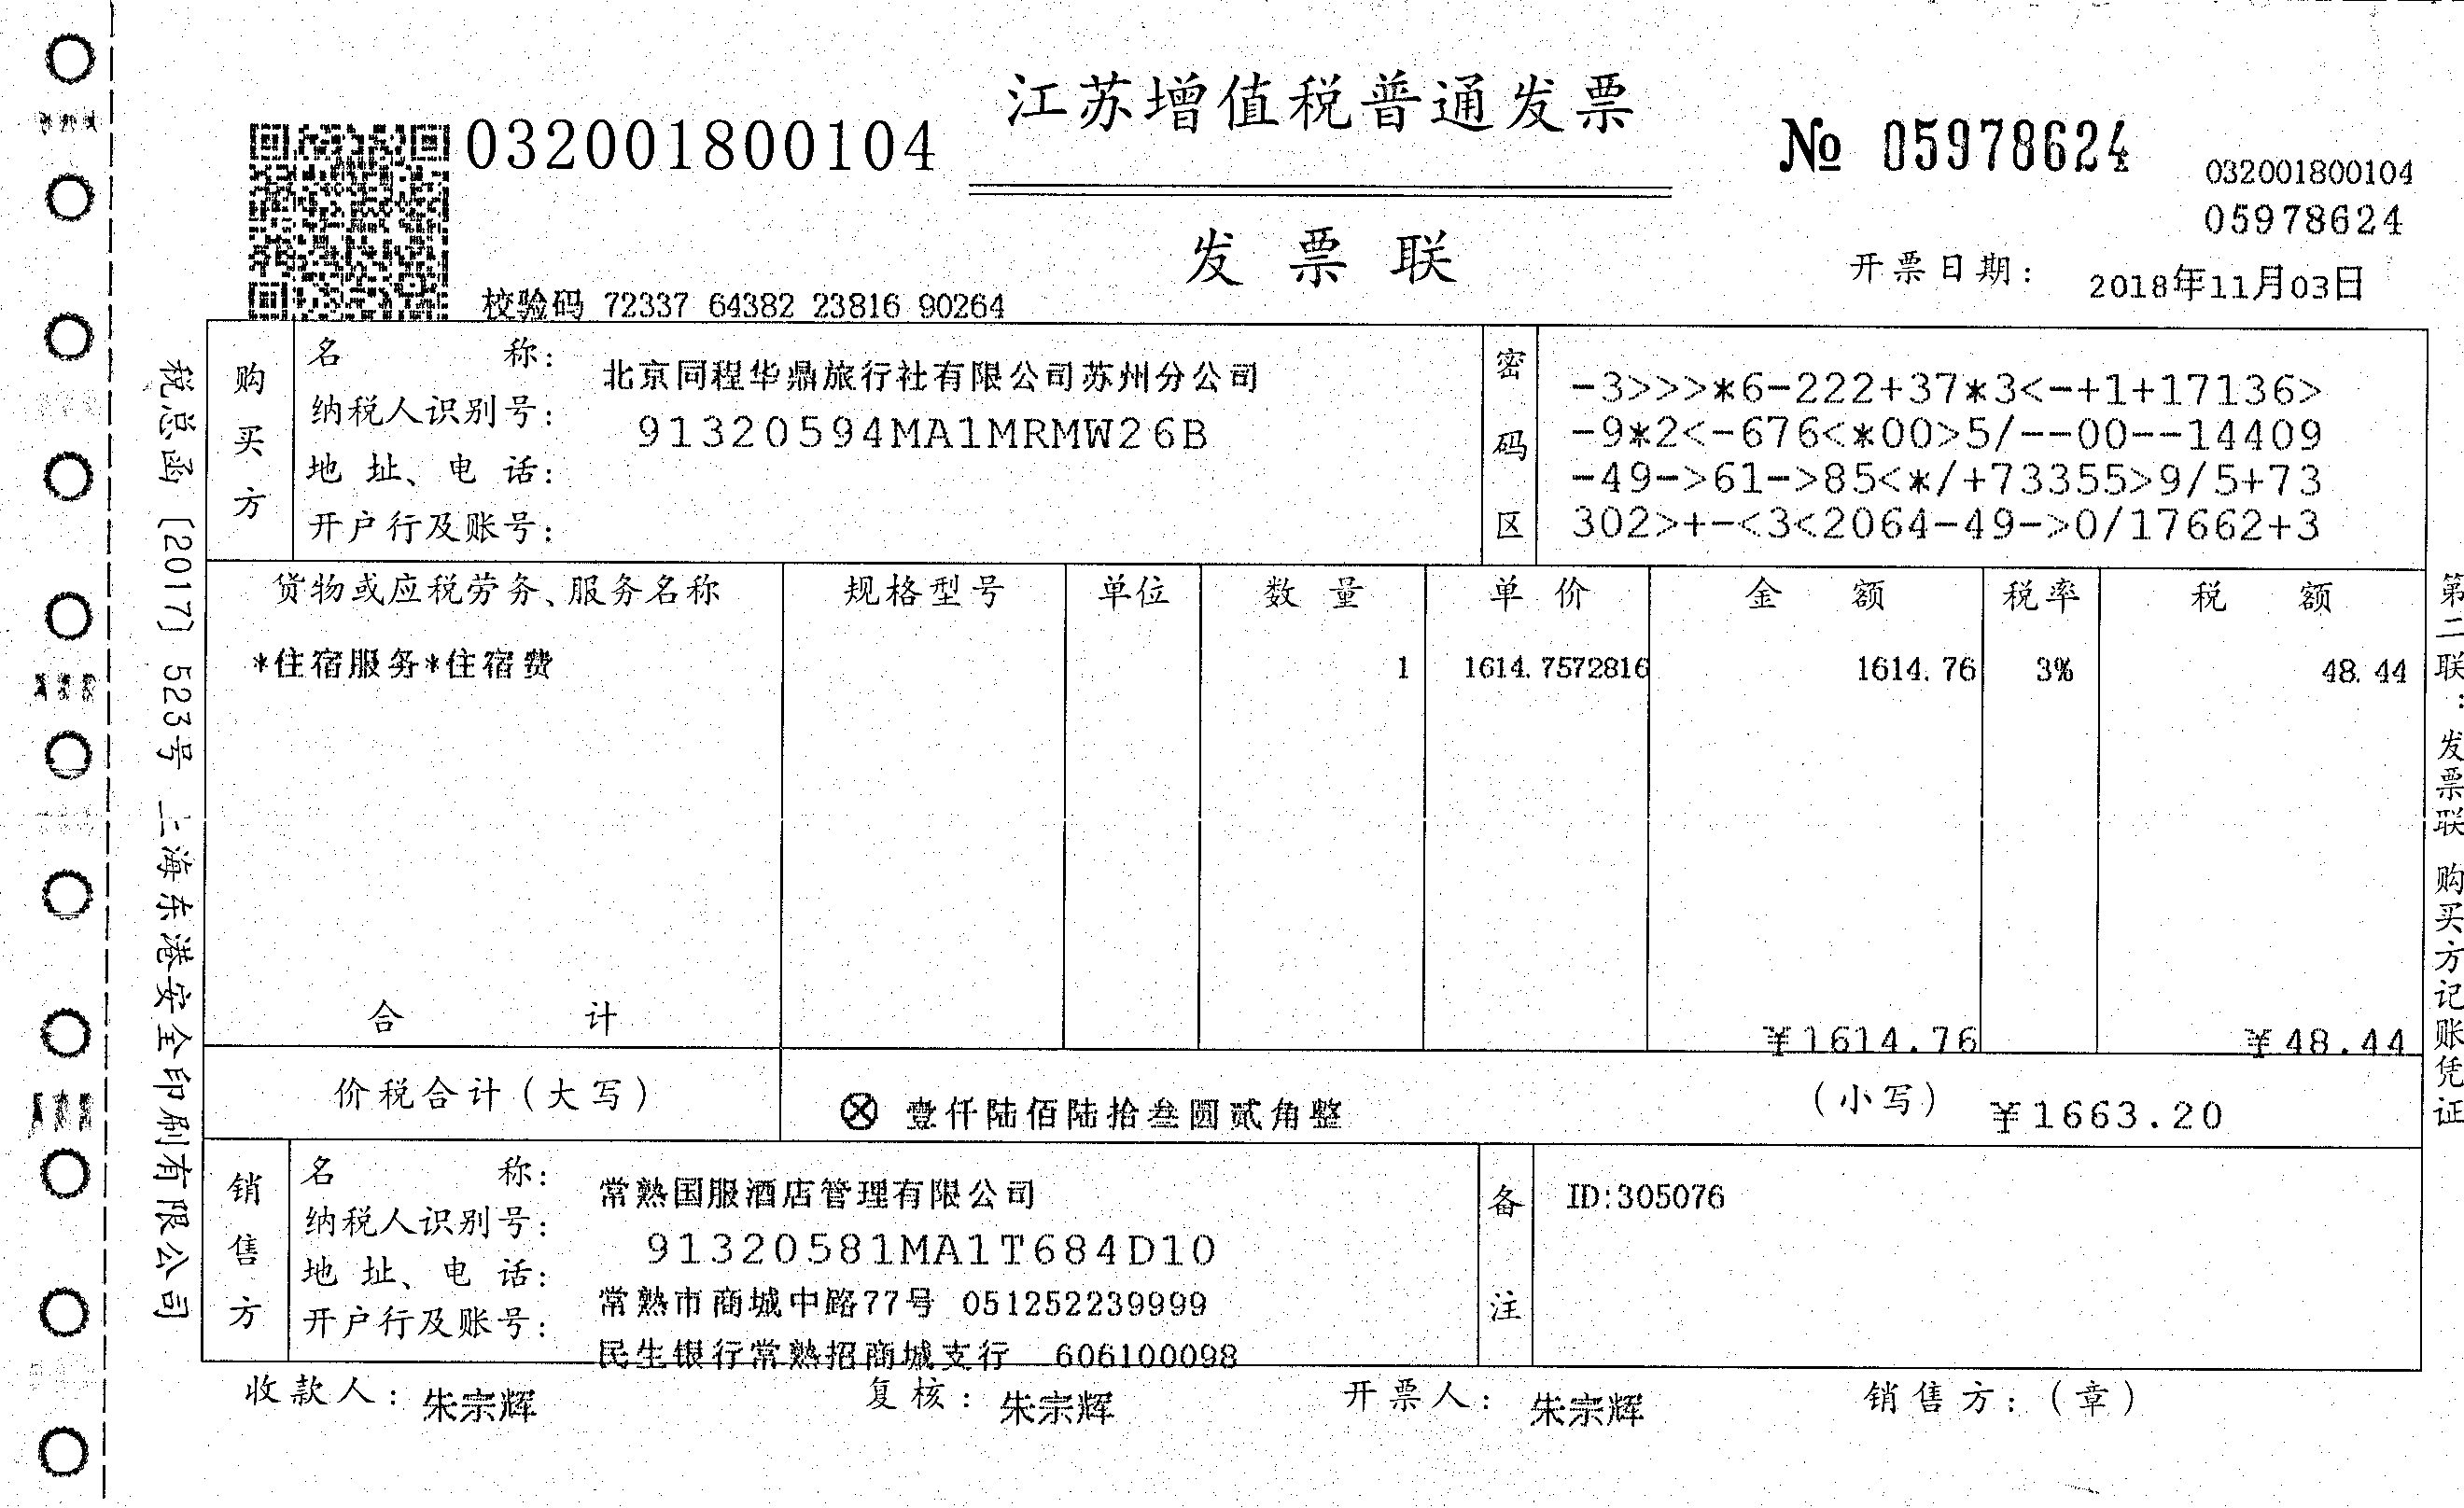 江苏增值税普通发票
032001800104
№ 05978624
032001800104
05978624
发票联
开票日期： 2018年11月03日
校验码 72337 64382 23816 90264
购买方
名称： 北京同程华鼎旅行社有限公司苏州分公司
纳税人识别号： 91320594MA1MRMW26B
地址、电话：
开户行及账号：
密码区
-3>>>*6-222+37*3<-+1+17136>
-9*2<-676<*00>5/--00--14409
-49->61->85<*/+73355>9/5+73
302>+-<3<2064-49->0/17662+3
货物或应税劳务、服务名称 规格型号 单位 数量 单价 金额 税率 税额
*住宿服务*住宿费 1 1614.7572816 1614.76 3% 48.44
合计 ¥1614.76 ¥48.44
价税合计（大写） ⊗ 壹仟陆佰陆拾叁圆贰角整 （小写） ¥1663.20
销售方
名称： 常熟国服酒店管理有限公司
纳税人识别号： 91320581MA1T684D10
地址、电话： 常熟市商城中路77号 051252239999
开户行及账号： 民生银行常熟招商城支行 606100098
备注
ID:305076
收款人： 朱宗辉 复核： 朱宗辉 开票人： 朱宗辉 销售方：（章）
税总函〔2017〕523号 上海东港安全印刷有限公司
第二联：发票联 购买方记账凭证